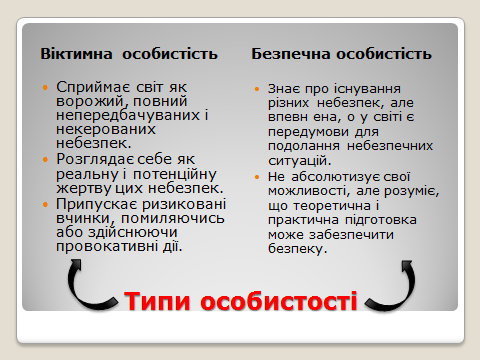 Віктимна особистість
Сприймає світ як
ворожий, повний
непередбачуваних і
некерованих
небезпек.
Розглядає себе як
реальну і потенційну
жертву цих небезпек.
Припускає ризиковані
вчинки, помиляючись
або здійснюючи
провокативні дії.
Безпечна особистість
Знає про існування
різних небезпек, але
впевн ена, о у світі є
передумови для
подолання небезпечних
ситуацій.
Не абсолютизує свої
можливості, але розуміє,
що теоретична і
практична підготовка
може забезпечити
безпеку.
Типи особистості